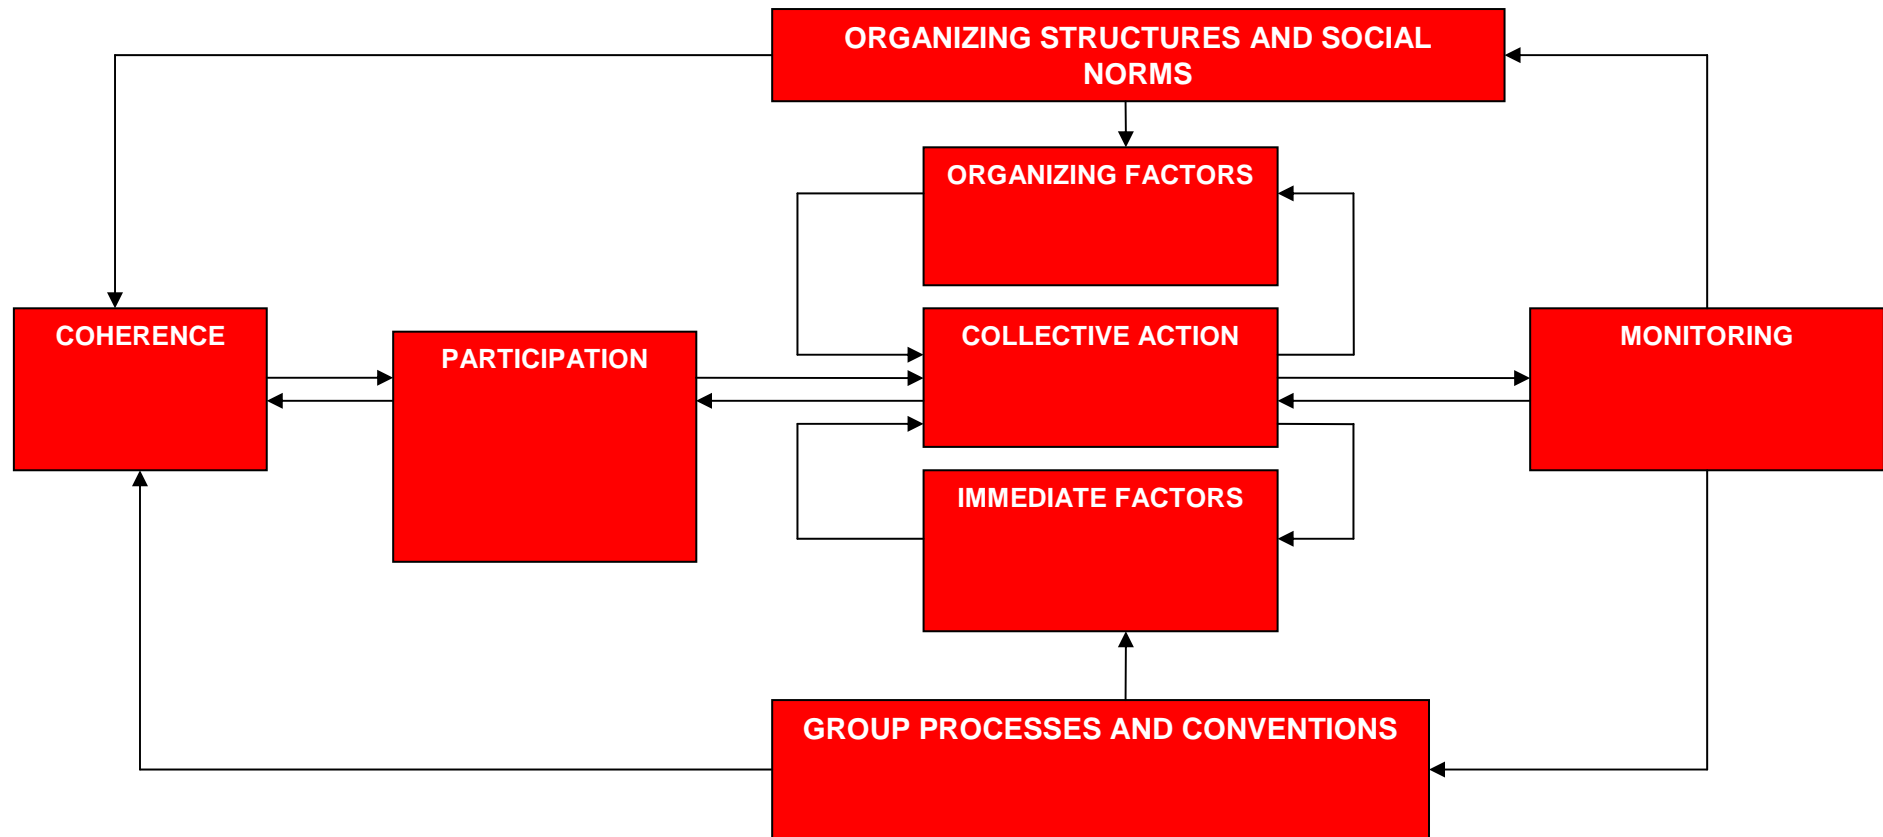 ORGANIZING STRUCTURES AND SOCIAL
NORMS
ORGANIZING FACTORS
COHERENCE
PARTICIPATION
COLLECTIVE ACTION
MONITORING
IMMEDIATE FACTORS
GROUP PROCESSES AND CONVENTIONS